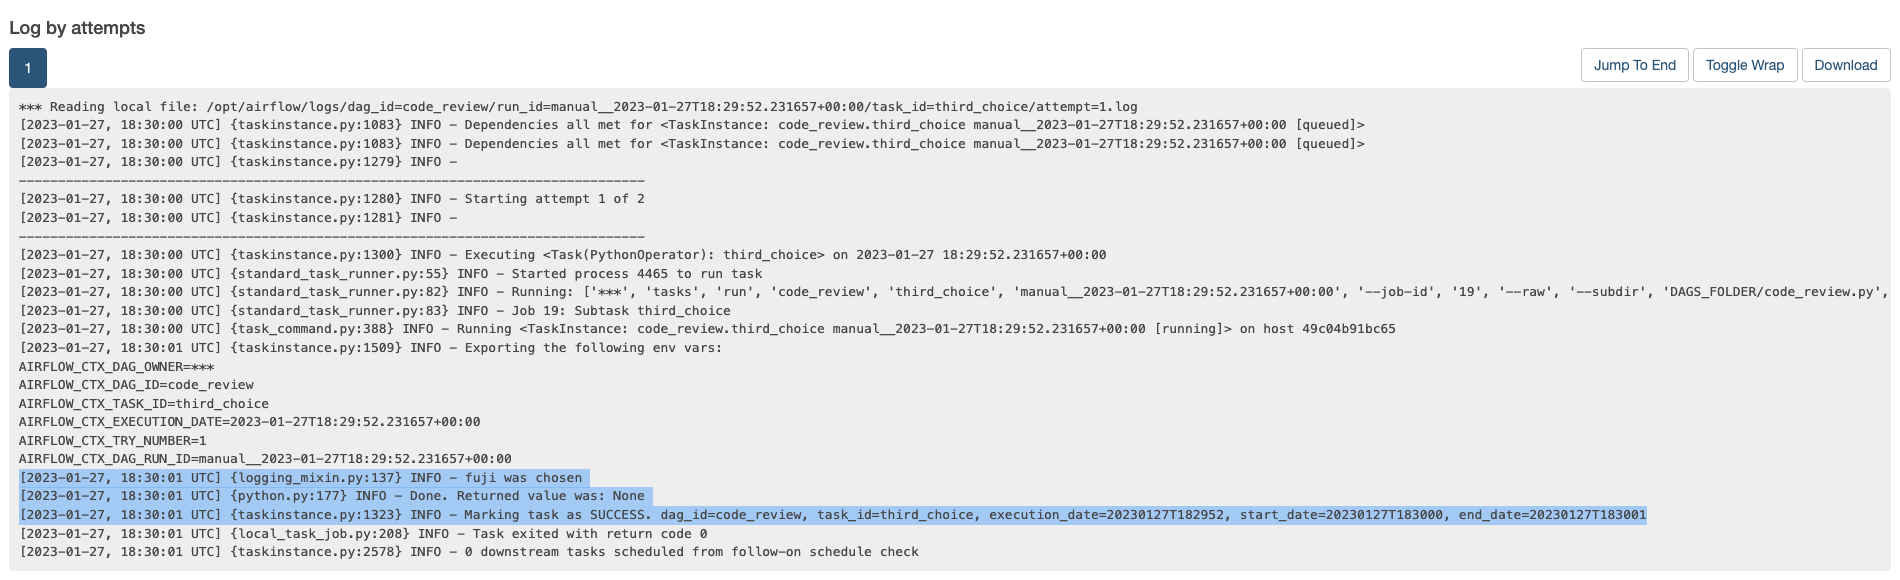 Log by attempts
1
Jump To End Toggle Wrap Download
*** Reading local file: /opt/airflow/logs/dag_id=code_review/run_id=manual__2023-01-27T18:29:52.231657+00:00/task_id=third_choice/attempt=1.log
[2023-01-27, 18:30:00 UTC] {taskinstance.py:1083} INFO - Dependencies all met for <TaskInstance: code_review.third_choice manual__2023-01-27T18:29:52.231657+00:00 [queued]>
[2023-01-27, 18:30:00 UTC] {taskinstance.py:1083} INFO - Dependencies all met for <TaskInstance: code_review.third_choice manual__2023-01-27T18:29:52.231657+00:00 [queued]>
[2023-01-27, 18:30:00 UTC] {taskinstance.py:1279} INFO -
--------------------------------------------------------------------------------
[2023-01-27, 18:30:00 UTC] {taskinstance.py:1280} INFO - Starting attempt 1 of 2
[2023-01-27, 18:30:00 UTC] {taskinstance.py:1281} INFO -
--------------------------------------------------------------------------------
[2023-01-27, 18:30:00 UTC] {taskinstance.py:1300} INFO - Executing <Task(PythonOperator): third_choice> on 2023-01-27 18:29:52.231657+00:00
[2023-01-27, 18:30:00 UTC] {standard_task_runner.py:55} INFO - Started process 4465 to run task
[2023-01-27, 18:30:00 UTC] {standard_task_runner.py:82} INFO - Running: ['***', 'tasks', 'run', 'code_review', 'third_choice', 'manual__2023-01-27T18:29:52.231657+00:00', '--job-id', '19', '--raw', '--subdir', 'DAGS_FOLDER/code_review.py',
[2023-01-27, 18:30:00 UTC] {standard_task_runner.py:83} INFO - Job 19: Subtask third_choice
[2023-01-27, 18:30:00 UTC] {task_command.py:388} INFO - Running <TaskInstance: code_review.third_choice manual__2023-01-27T18:29:52.231657+00:00 [running]> on host 49c04b91bc65
[2023-01-27, 18:30:01 UTC] {taskinstance.py:1509} INFO - Exporting the following env vars:
AIRFLOW_CTX_DAG_OWNER=***
AIRFLOW_CTX_DAG_ID=code_review
AIRFLOW_CTX_TASK_ID=third_choice
AIRFLOW_CTX_EXECUTION_DATE=2023-01-27T18:29:52.231657+00:00
AIRFLOW_CTX_TRY_NUMBER=1
AIRFLOW_CTX_DAG_RUN_ID=manual__2023-01-27T18:29:52.231657+00:00
[2023-01-27, 18:30:01 UTC] {logging_mixin.py:137} INFO - fuji was chosen
[2023-01-27, 18:30:01 UTC] {python.py:177} INFO - Done. Returned value was: None
[2023-01-27, 18:30:01 UTC] {taskinstance.py:1323} INFO - Marking task as SUCCESS. dag_id=code_review, task_id=third_choice, execution_date=20230127T182952, start_date=20230127T183000, end_date=20230127T183001
[2023-01-27, 18:30:01 UTC] {local_task_job.py:208} INFO - Task exited with return code 0
[2023-01-27, 18:30:01 UTC] {taskinstance.py:2578} INFO - 0 downstream tasks scheduled from follow-on schedule check